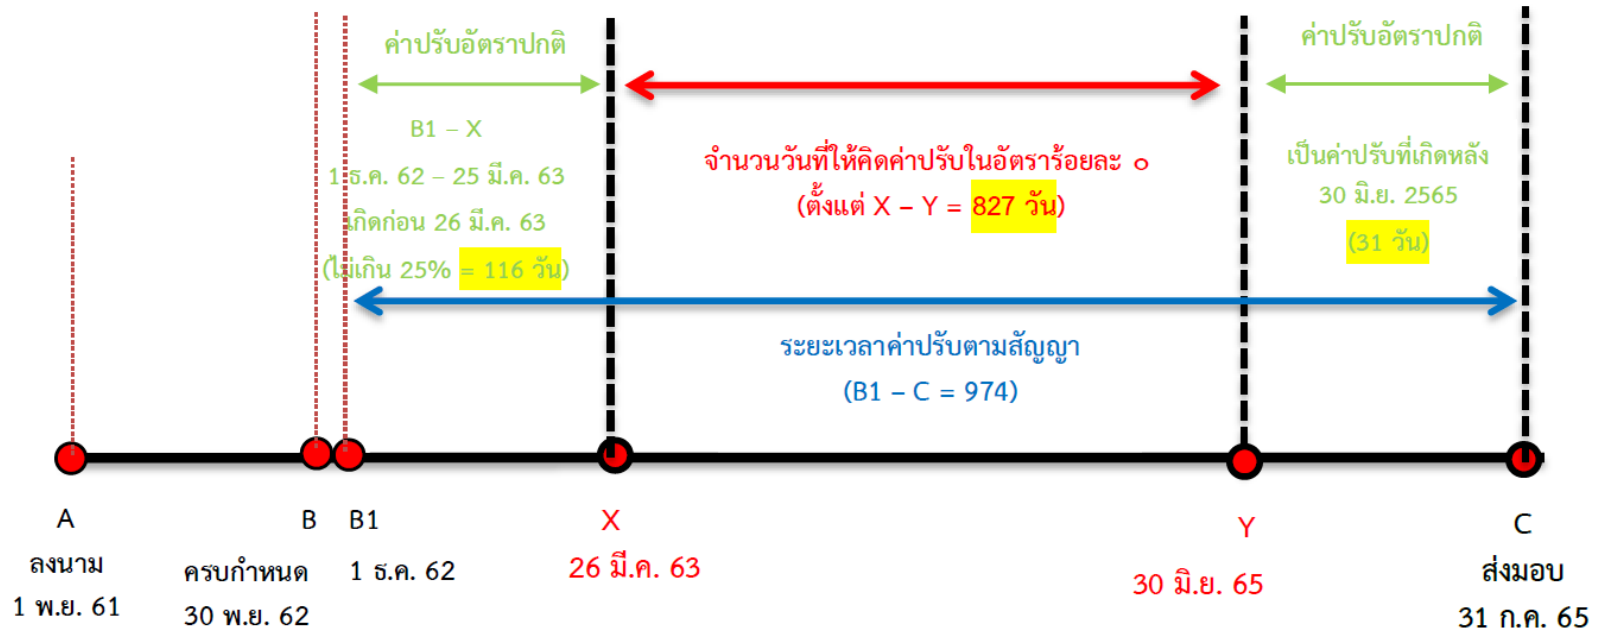 ค่าปรับอัตราปกติ
B1 – X
1 ธ.ค. 62 – 25 มี.ค. 63
เกิดก่อน 26 มี.ค. 63
(ไม่เกิน 25% = 116 วัน)
จำนวนวันที่ให้คิดค่าปรับในอัตราร้อยละ ๐
(ตั้งแต่ X – Y = 827 วัน)
ค่าปรับอัตราปกติ
เป็นค่าปรับที่เกิดหลัง
30 มิ.ย. 2565
(31 วัน)
ระยะเวลาค่าปรับตามสัญญา
(B1 – C = 974)
A
ลงนาม
1 พ.ย. 61
B
ครบกำหนด
30 พ.ย. 62
B1
1 ธ.ค. 62
X
26 มี.ค. 63
Y
30 มิ.ย. 65
C
ส่งมอบ
31 ก.ค. 65